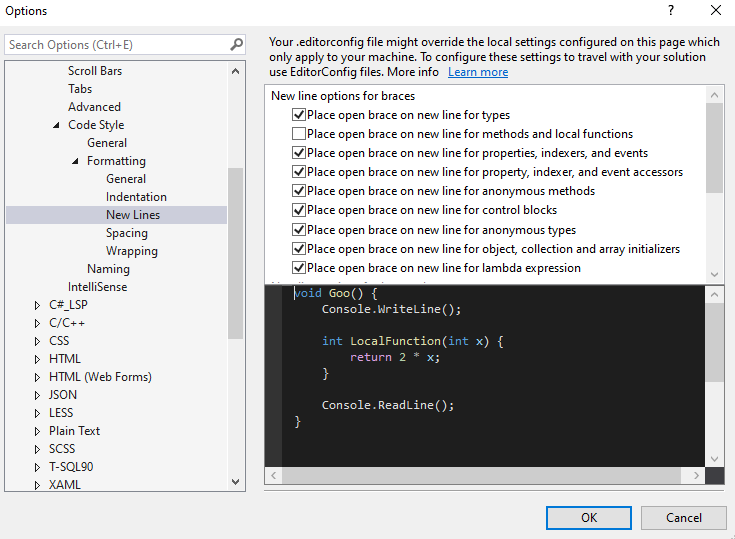 Options
?
Search Options (Ctrl+E)
Scroll Bars
Tabs
Advanced
Code Style
General
Formatting
General
Indentation
New Lines
Spacing
Wrapping
Naming
IntelliSense
C#_LSP
C/C++
CSS
HTML
HTML (Web Forms)
JSON
LESS
Plain Text
SCSS
T-SQL90
XAML
Your .editorconfig file might override the local settings configured on this page which
only apply to your machine. To configure these settings to travel with your solution
use EditorConfig files. More info Learn more
New line options for braces
Place open brace on new line for types
Place open brace on new line for methods and local functions
Place open brace on new line for properties, indexers, and events
Place open brace on new line for property, indexer, and event accessors
Place open brace on new line for anonymous methods
Place open brace on new line for control blocks
Place open brace on new line for anonymous types
Place open brace on new line for object, collection and array initializers
Place open brace on new line for lambda expression
void Goo() {
Console.WriteLine();
int LocalFunction(int x) {
return 2 * x;
}
Console.ReadLine();
}
OK
Cancel